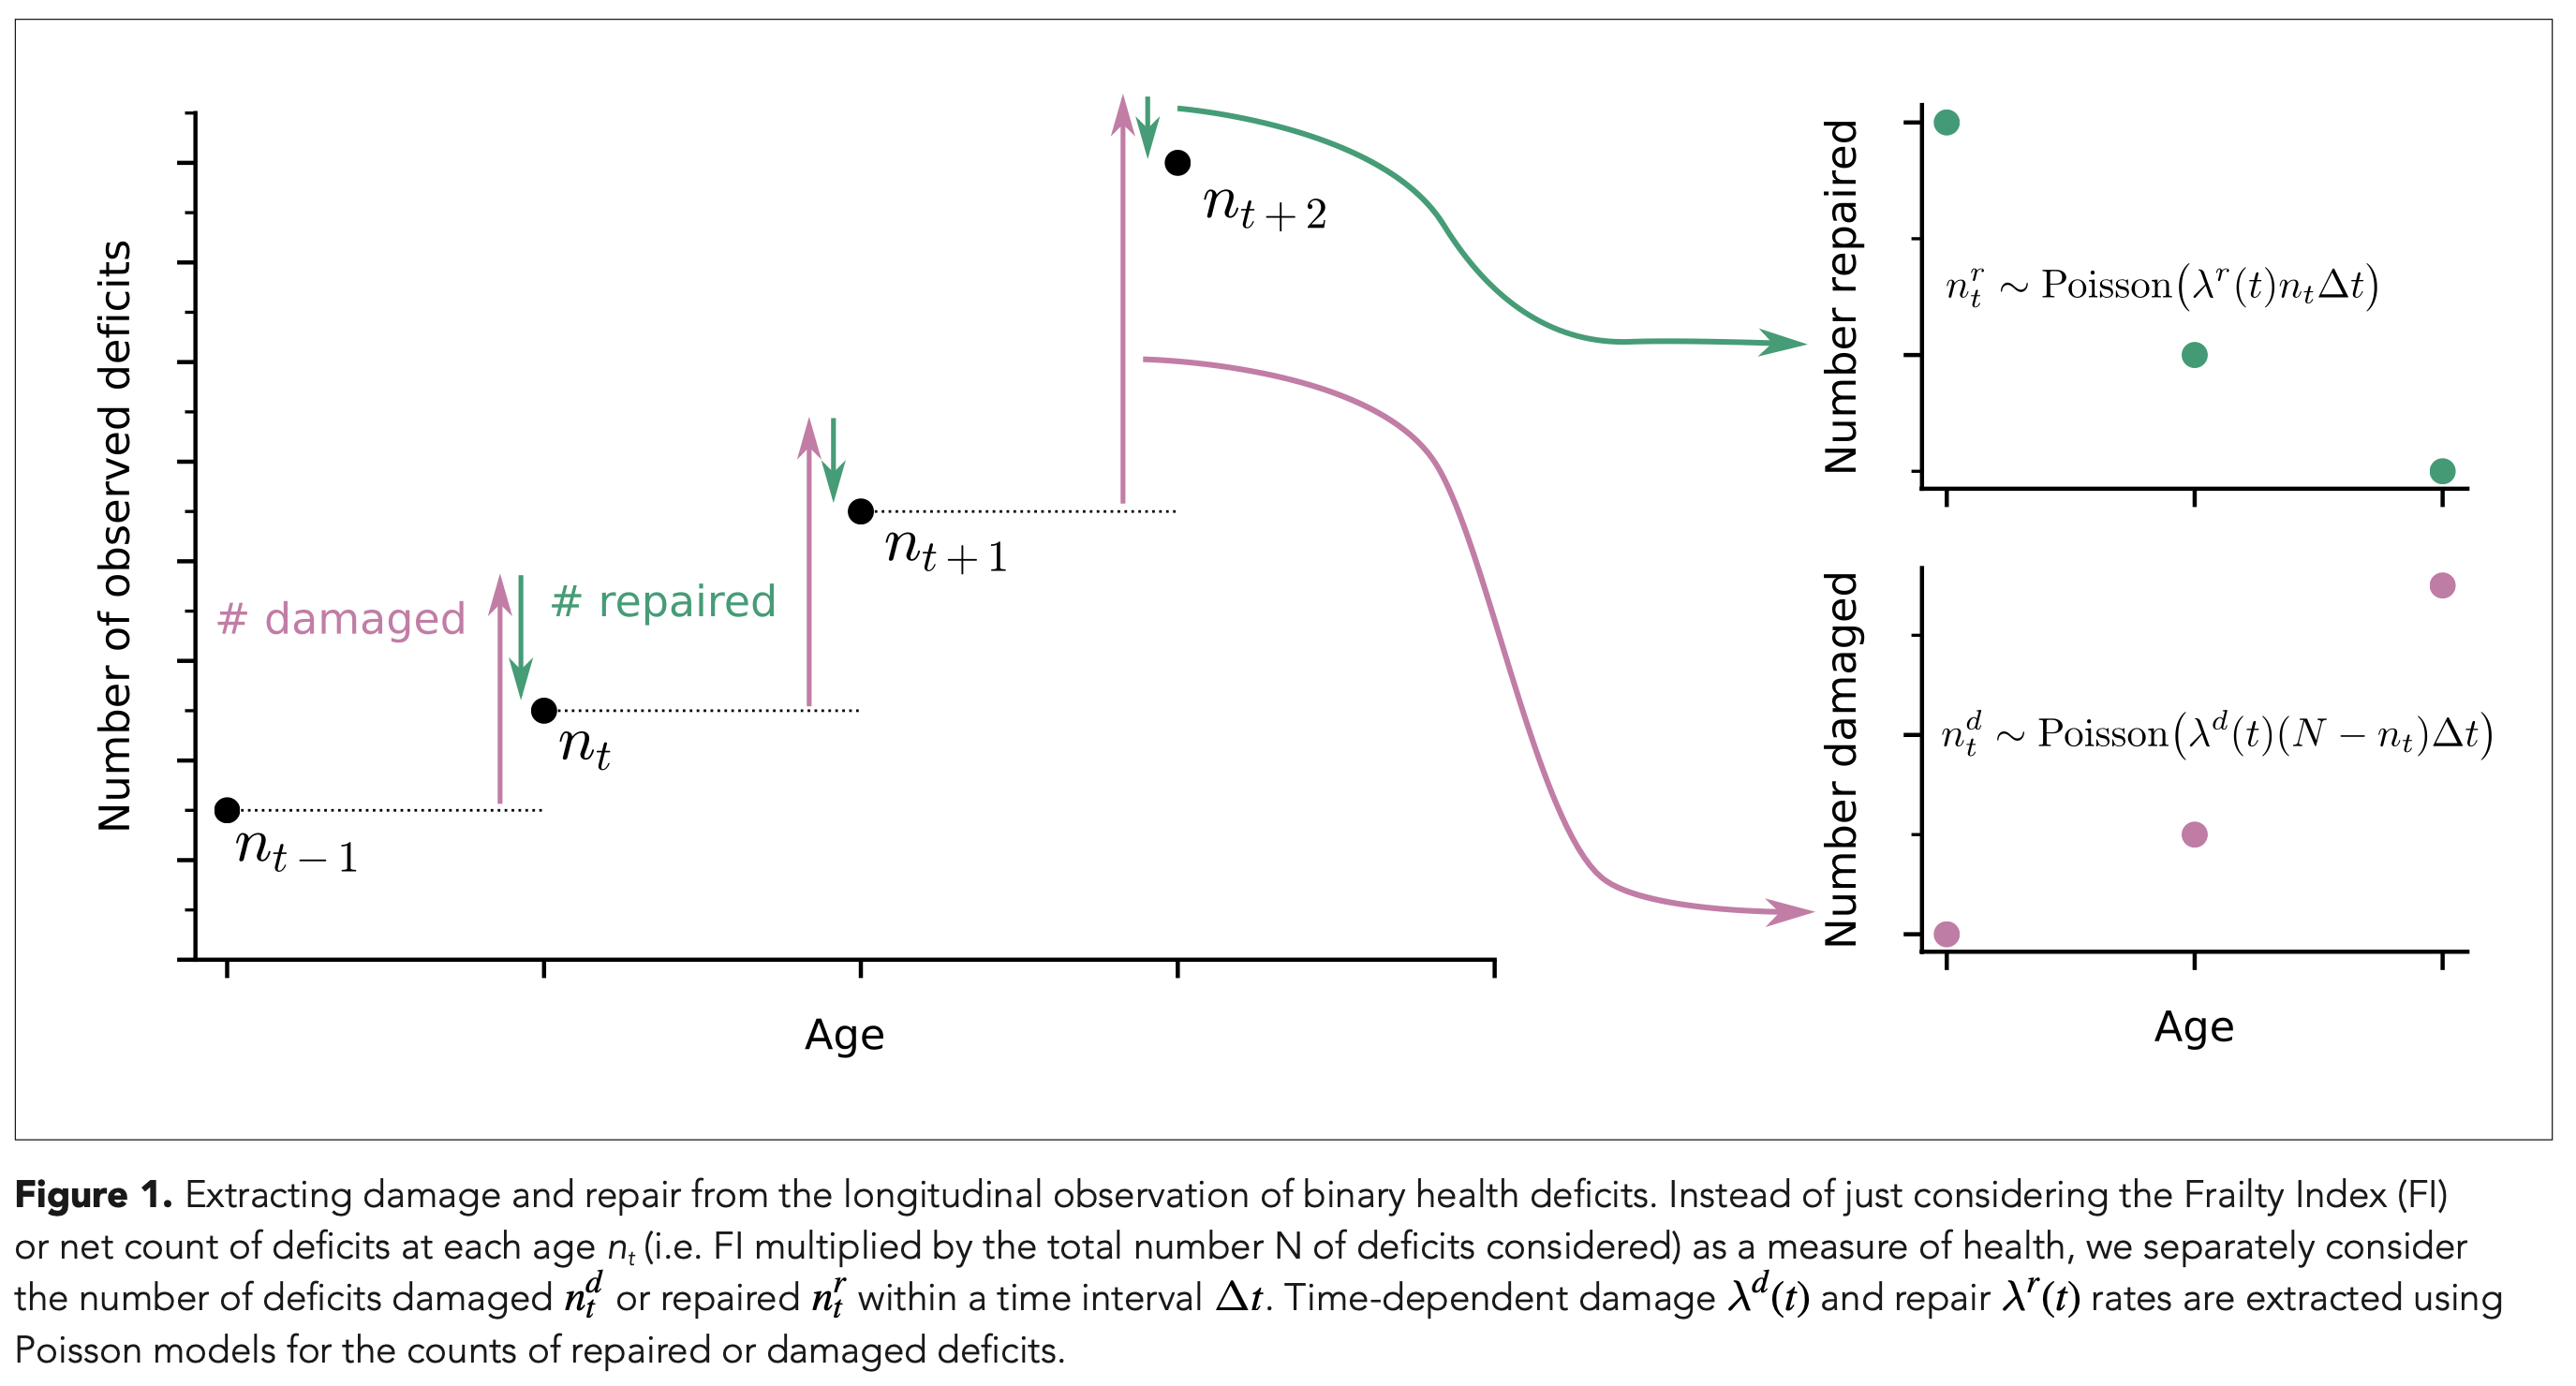 Number of observed deficits
# damaged
# repaired
n_{t-1}
n_t
n_{t+1}
n_{t+2}
Age
Number repaired
n_t^r ∼ Poisson(λ^r(t)n_tΔt)
Number damaged
n_t^d ∼ Poisson(λ^d(t)(N − n_t)Δt)
Age
Figure 1. Extracting damage and repair from the longitudinal observation of binary health deficits. Instead of just considering the Frailty Index (FI)
or net count of deficits at each age n_t (i.e. FI multiplied by the total number N of deficits considered) as a measure of health, we separately consider
the number of deficits damaged n_t^d or repaired n_t^r within a time interval Δt. Time-dependent damage λ^d(t) and repair λ^r(t) rates are extracted using
Poisson models for the counts of repaired or damaged deficits.